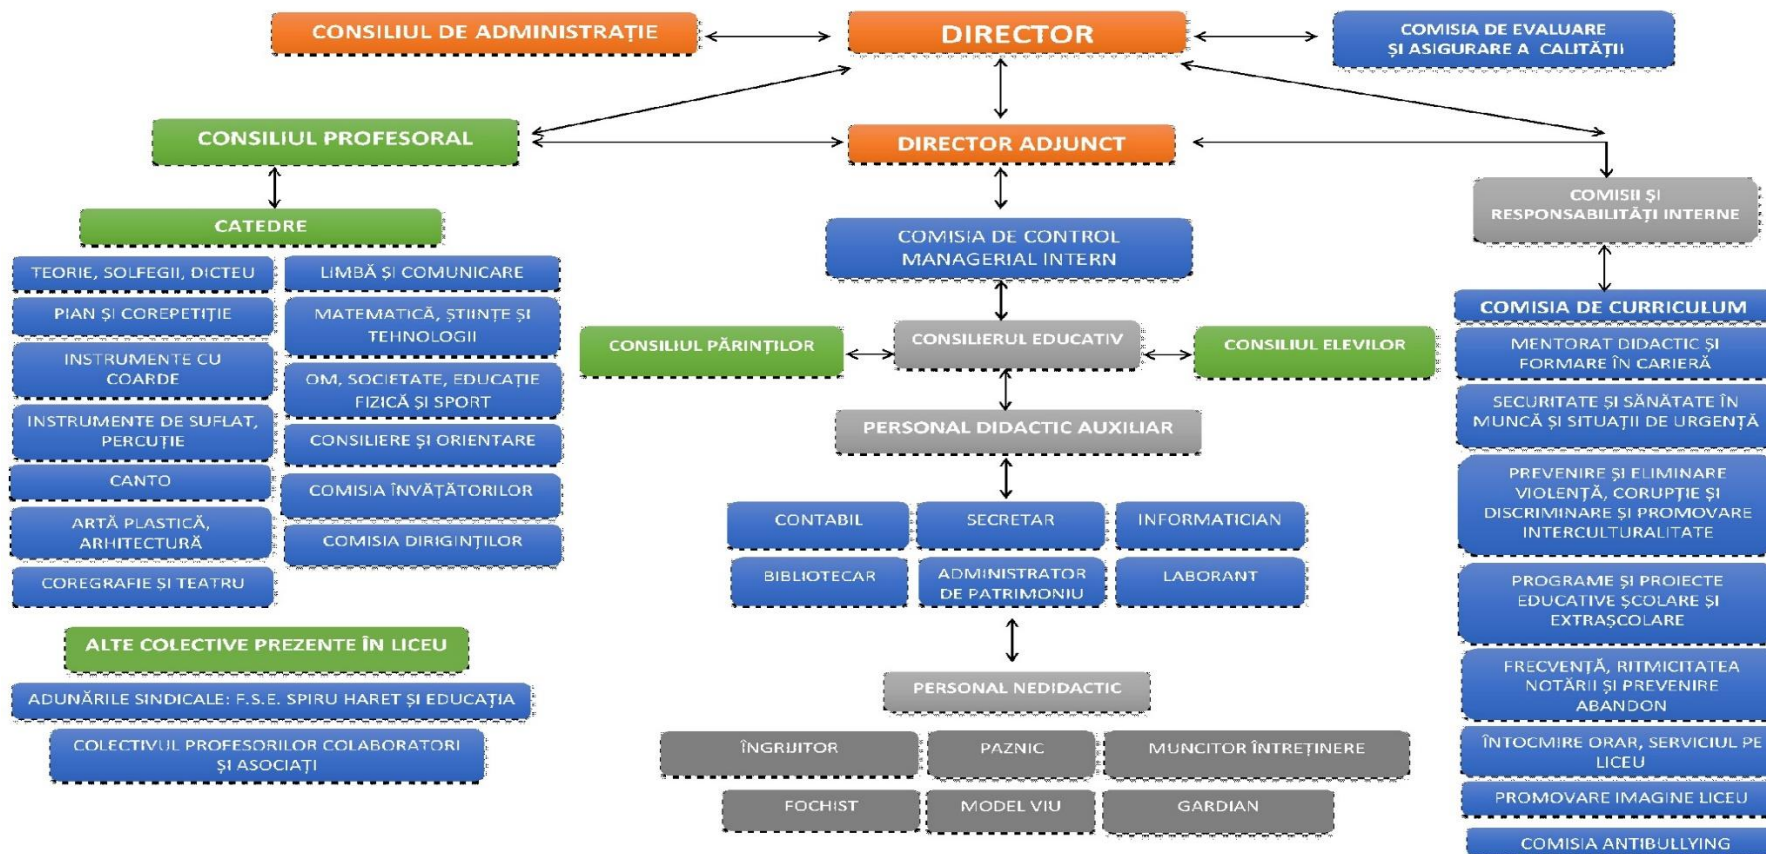 CONSILIUL DE ADMINISTRAȚIE
DIRECTOR
COMISIA DE EVALUARE
ȘI ASIGURARE A CALITĂȚII
CONSILIUL PROFESORAL
DIRECTOR ADJUNCT
COMISII ȘI
RESPONSABILITĂȚI INTERNE
CATEDRE
TEORIE, SOLFEGII, DICTEU
PIAN ȘI COREPETIȚIE
INSTRUMENTE CU
COARDE
INSTRUMENTE DE SUFLAT,
PERCUȚIE
CANTO
ARTĂ PLASTICĂ,
ARHITECTURĂ
COREGRAFIE ȘI TEATRU
LIMBĂ ȘI COMUNICARE
MATEMATICĂ, ȘTIINȚE ȘI
TEHNOLOGII
OM, SOCIETATE, EDUCAȚIE
FIZICĂ ȘI SPORT
CONSILIERE ȘI ORIENTARE
COMISIA ÎNVĂȚĂTORILOR
COMISIA DIRIGINȚILOR
ALTE COLECTIVE PREZENTE ÎN LICEU
ADUNĂRILE SINDICALE: F.S.E. SPIRU HARET ȘI EDUCAȚIA
COLECTIVUL PROFESORILOR COLABORATORI
ȘI ASOCIAȚI
COMISIA DE CONTROL
MANAGERIAL INTERN
CONSILIUL PĂRINȚILOR
CONSILIERUL EDUCATIV
CONSILIUL ELEVILOR
PERSONAL DIDACTIC AUXILIAR
CONTABIL
SECRETAR
INFORMATICIAN
BIBLIOTECAR
ADMINISTRATOR
DE PATRIMONIU
LABORANT
PERSONAL NEDIDACTIC
ÎNGRIJITOR
PAZNIC
MUNCITOR ÎNTREȚINERE
FOCHIST
MODEL VIU
GARDIAN
COMISIA DE CURRICULUM
MENTORAT DIDACTIC ȘI
FORMARE ÎN CARIERĂ
SECURITATE ȘI SĂNĂTATE ÎN
MUNCĂ ȘI SITUAȚII DE URGENȚĂ
PREVENIRE ȘI ELIMINARE
VIOLENȚĂ, CORUPȚIE ȘI
DISCRIMINARE ȘI PROMOVARE
INTERCULTURALITATE
PROGRAME ȘI PROIECTE
EDUCATIVE ȘCOLARE ȘI
EXTRAȘCOLARE
FRECVENȚĂ, RITMICITATEA
NOTĂRII ȘI PREVENIRE
ABANDON
ÎNTOCMIRE ORAR, SERVICIUL PE
LICEU
PROMOVARE IMAGINE LICEU
COMISIA ANTIBULLYING